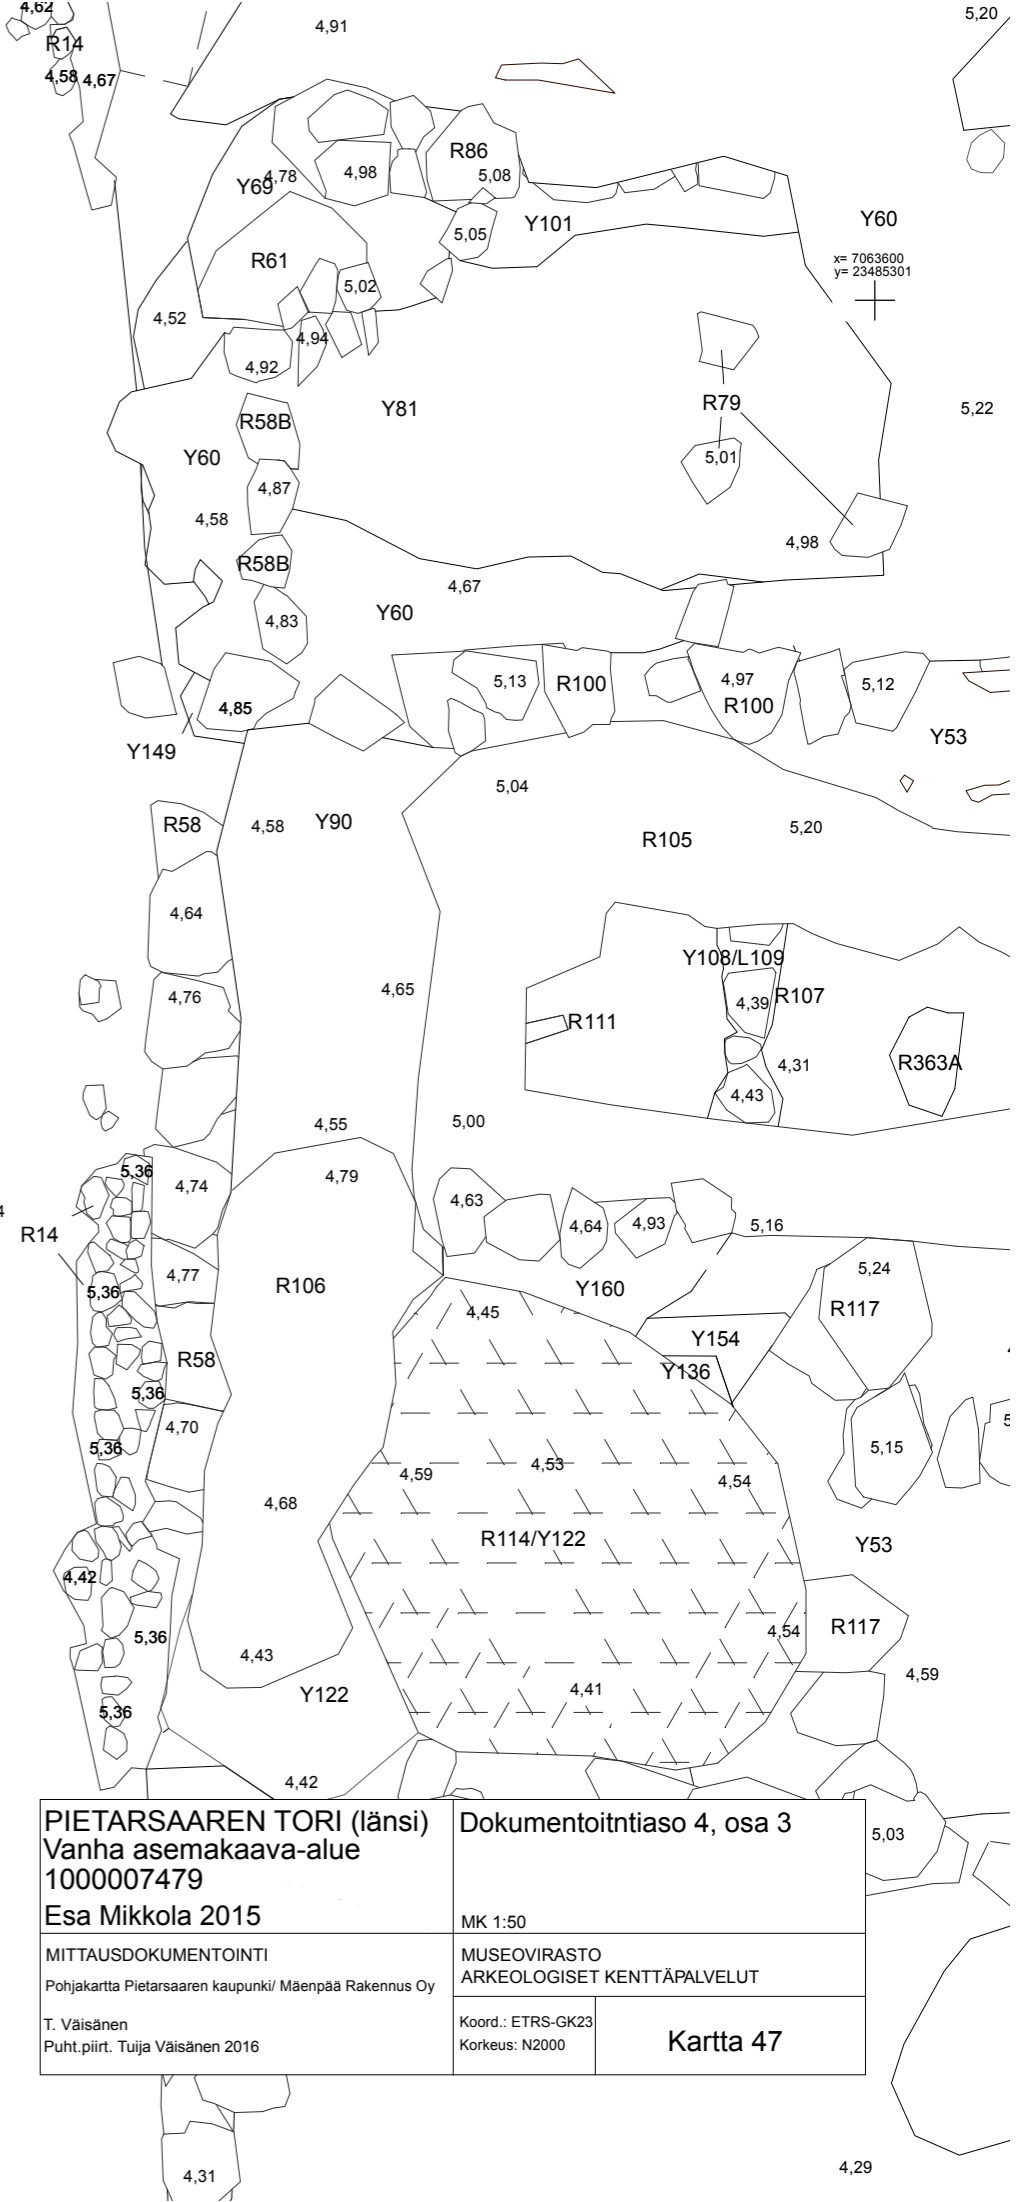 4,62
5,20
4,91
R14
4,58 4,67
R86
4,78 4,98 5,08
Y69
Y101
Y60
5,05
R61
x= 7063600
y= 23485301
5,02
4,52
4,94
4,92
R79
Y81
5,22
R58B
Y60
5,01
4,87
4,58
4,98
R58B
4,67
Y60
4,83
5,13 R100 4,97 5,12
R100
4,85
Y53
Y149
5,04
R58 4,58 Y90
5,20
R105
4,64
Y108/L109
4,76 4,65
4,39 R107
R111
R363A
4,31
4,43
4,55 5,00
5,36
4,79
4,74
4,63
4
4,64 4,93 5,16
R14
5,24
4,77
R106 Y160
5,36
4,45
R117
Y154
R58
Y136
5,36
4,70
5,36
5,15
4,59 4,53 4,54
4,68
R114/Y122
Y53
4,42
R117
5,36 4,54
4,43
4,59
Y122 4,41
5,36
4,42
PIETARSAAREN TORI (länsi)
Vanha asemakaava-alue
1000007479
Esa Mikkola 2015
Dokumentoitntiaso 4, osa 3
MK 1:50
5,03
MITTAUSDOKUMENTOINTI
Pohjakartta Pietarsaaren kaupunki/ Mäenpää Rakennus Oy
T. Väisänen
Puht.piirt. Tuija Väisänen 2016
MUSEOVIRASTO
ARKEOLOGISET KENTTÄPALVELUT
Koord.: ETRS-GK23
Korkeus: N2000
Kartta 47
4,31
4,29